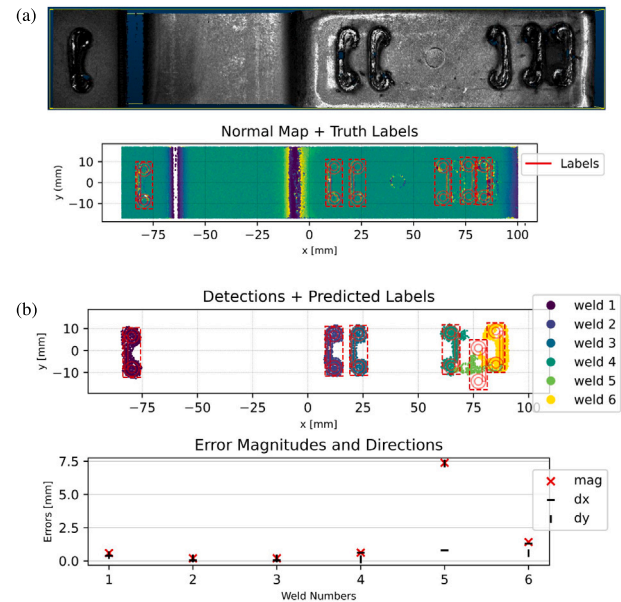 (a)
Normal Map + Truth Labels
10
0
−10
y (mm)
Labels
−75 −50 −25 0 25 50 75 100
x [mm]
(b)
Detections + Predicted Labels
10
0
−10
y [mm]
weld 1
weld 2
weld 3
weld 4
weld 5
weld 6
−75 −50 −25 0 25 50 75 100
x [mm]
Error Magnitudes and Directions
7.5
5.0
2.5
0.0
Errors [mm]
mag
dx
dy
1 2 3 4 5 6
Weld Numbers